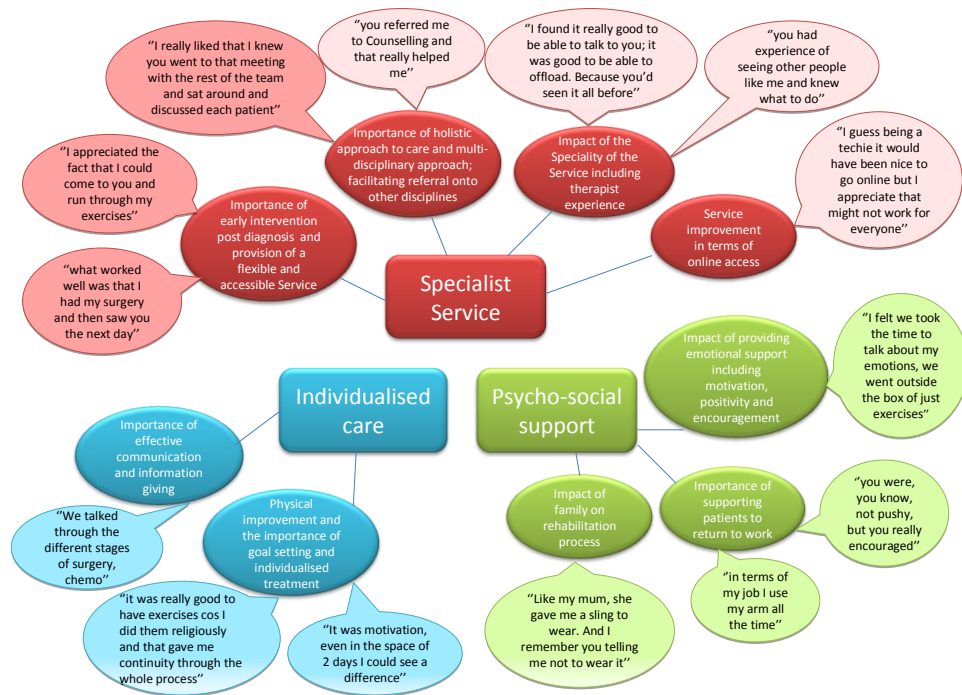 “I really liked that I knew
you went to that meeting
with the rest of the team
and sat around and
discussed each patient”
“you referred me
to Counselling and
that really helped
me”
“I found it really good to
be able to talk to you; it
was good to be able to
offload. Because you’d
seen it all before”
“you had
experience of
seeing other people
like me and knew
what to do”
“I guess being a
techie it would
have been nice to
go online but I
appreciate that
might not work for
everyone”
“I appreciated the
fact that I could
come to you and
run through my
exercises”
“what worked
well was that I
had my surgery
and then saw you
the next day”
Importance of
early intervention
post diagnosis and
provision of a
flexible and
accessible Service
Importance of holistic
approach to care and multi-
disciplinary approach;
facilitating referral onto
other disciplines
Impact of the
Speciality of the
Service including
therapist
experience
Service
improvement
in terms of
online access
Specialist
Service
Individualised
care
Importance of
effective
communication
and information
giving
“We talked
through the
different stages
of surgery,
chemo”
Physical
improvement and
the importance of
goal setting and
individualised
treatment
“it was really good to
have exercises cos I
did them religiously
and that gave me
continuity through the
whole process”
“It was motivation,
even in the space of
2 days I could see a
difference”
Psycho-social
support
Impact of providing
emotional support
including
motivation,
positivity and
encouragement
“I felt we took
the time to
talk about my
emotions, we
went outside
the box of just
exercises”
Impact of
family on
rehabilitation
process
“Like my mum, she
gave me a sling to
wear. And I
remember you telling
me not to wear it”
Importance of
supporting
patients to
return to work
“you were,
you know,
not pushy,
but you really
encouraged”
“in terms of
my job I use
my arm all
the time”